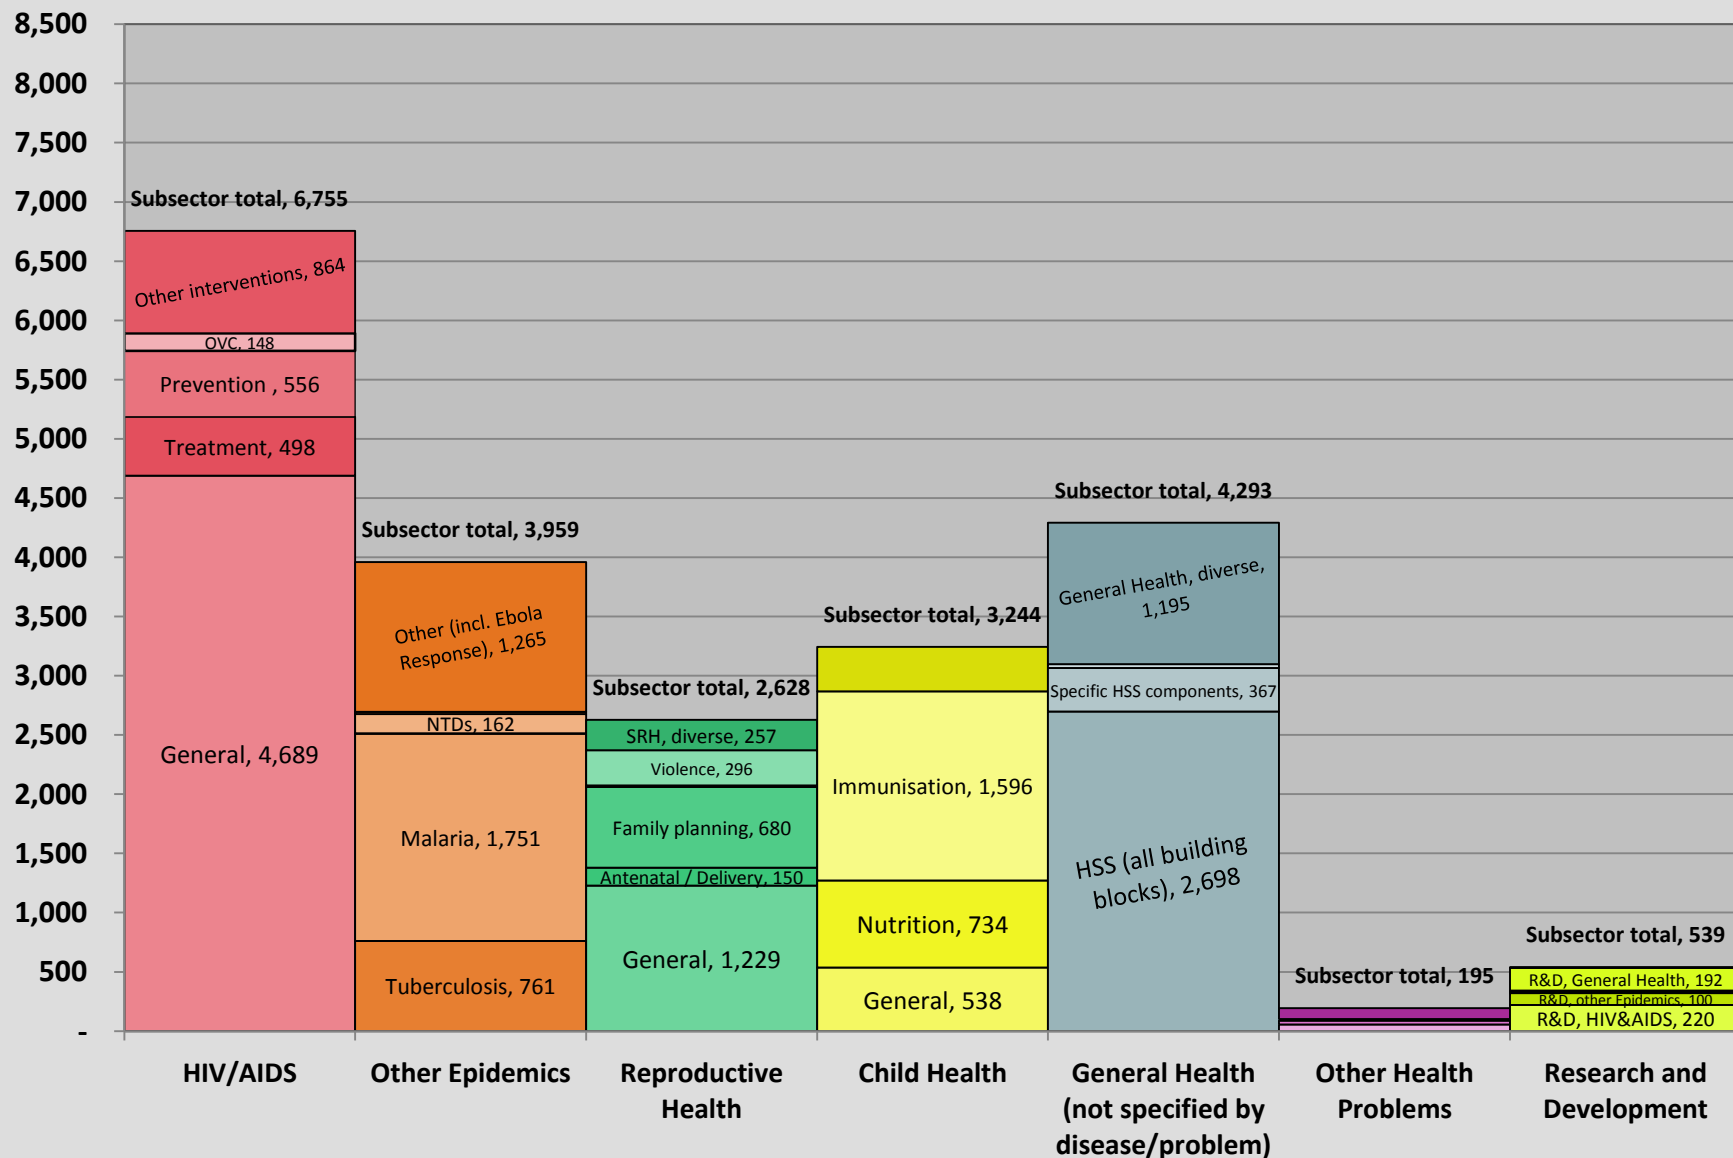 8,500
8,000
7,500
7,000
6,500
6,000
5,500
5,000
4,500
4,000
3,500
3,000
2,500
2,000
1,500
1,000
500
-
Subsector total, 6,755
Other interventions, 864
OVC, 148
Prevention , 556
Treatment, 498
General, 4,689
Subsector total, 3,959
Other (incl. Ebola
Response), 1,265
NTDs, 162
Malaria, 1,751
Tuberculosis, 761
Subsector total, 2,628
SRH, diverse, 257
Violence, 296
Family planning, 680
Antenatal / Delivery, 150
General, 1,229
Subsector total, 3,244
Immunisation, 1,596
Nutrition, 734
General, 538
Subsector total, 4,293
General Health, diverse,
1,195
Specific HSS components, 367
HSS (all building
blocks), 2,698
Subsector total, 195
Subsector total, 539
R&D, General Health, 192
R&D, other Epidemics, 100
R&D, HIV&AIDS, 220
HIV/AIDS
Other Epidemics
Reproductive
Health
Child Health
General Health
(not specified by
disease/problem)
Other Health
Problems
Research and
Development